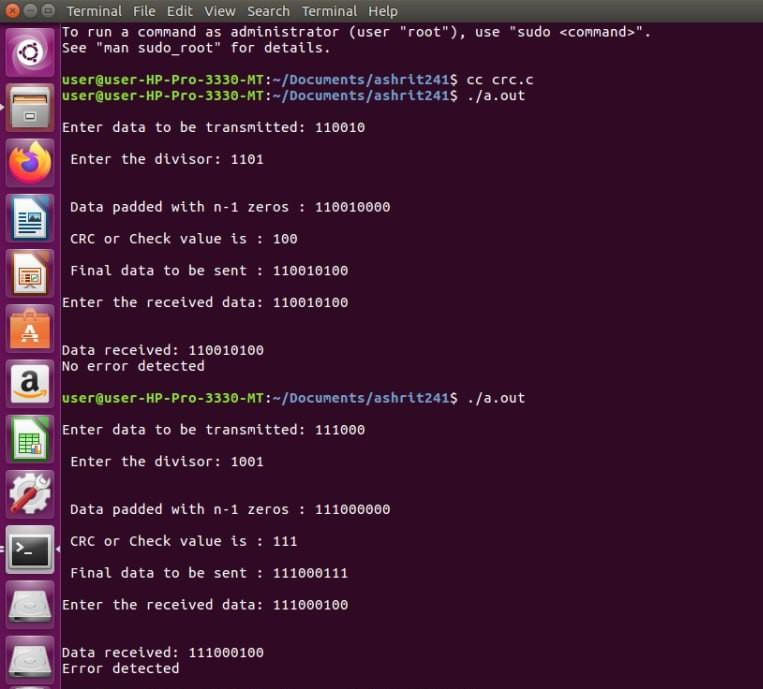 Terminal File Edit View Search Terminal Help
To run a command as administrator (user "root"), use "sudo <command>".
See "man sudo_root" for details.
user@user-HP-Pro-3330-MT:~/Documents/ashrit241$ cc crc.c
user@user-HP-Pro-3330-MT:~/Documents/ashrit241$ ./a.out
Enter data to be transmitted: 110010
Enter the divisor: 1101
Data padded with n-1 zeros : 110010000
CRC or Check value is : 100
Final data to be sent : 110010100
Enter the received data: 110010100
Data received: 110010100
No error detected
user@user-HP-Pro-3330-MT:~/Documents/ashrit241$ ./a.out
Enter data to be transmitted: 111000
Enter the divisor: 1001
Data padded with n-1 zeros : 111000000
CRC or Check value is : 111
Final data to be sent : 111000111
Enter the received data: 111000100
Data received: 111000100
Error detected